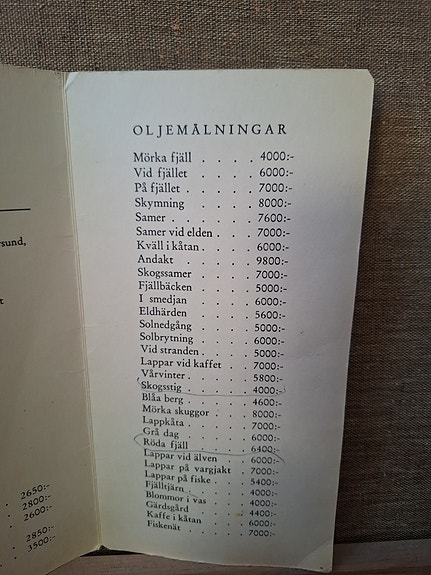 rsund,
t
2650:-
2800:-
2600:-
2850:-
3500:-
OLJEMÅLNINGAR
Mörka fjäll . . . . 4000:-
Vid fjället . . . . 6000:-
På fjället . . . . 7000:-
Skymning . . . . 8000:-
Samer . . . . . 7600:-
Samer vid elden . . . 7000:-
Kväll i kåtan . . . . 6000:-
Andakt . . . . . 9800:-
Skogssamer . . . . 7000:-
Fjällbäcken . . . . 5000:-
I smedjan . . . . 6000:-
Eldhärden . . . . 5600:-
Solnedgång . . . . 5000:-
Solbrytning . . . . 6000:-
Vid stranden . . . . 5000:-
Lappar vid kaffet . . . 7000:-
Vårvinter . . . . . 5800:-
Skogsstig . . . . . 4000:-
Blåa berg . . . . . 4600:-
Mörka skuggor . . . . 8000:-
Lappkåta . . . . . 7000:-
Grå dag . . . . . 6000:-
Röda fjäll . . . . . 6400:-
Lappar vid älven . . . 6000:-
Lappar på vargjakt . . . 7000:-
Lappar på fiske . . . . 5400:-
Fjälltjärn . . . . . 4000:-
Blommor i vas . . . . 4000:-
Gärdsgård . . . . . 4400:-
Kaffe i kåtan . . . . 6000:-
Fiskenät . . . . . 7000:-